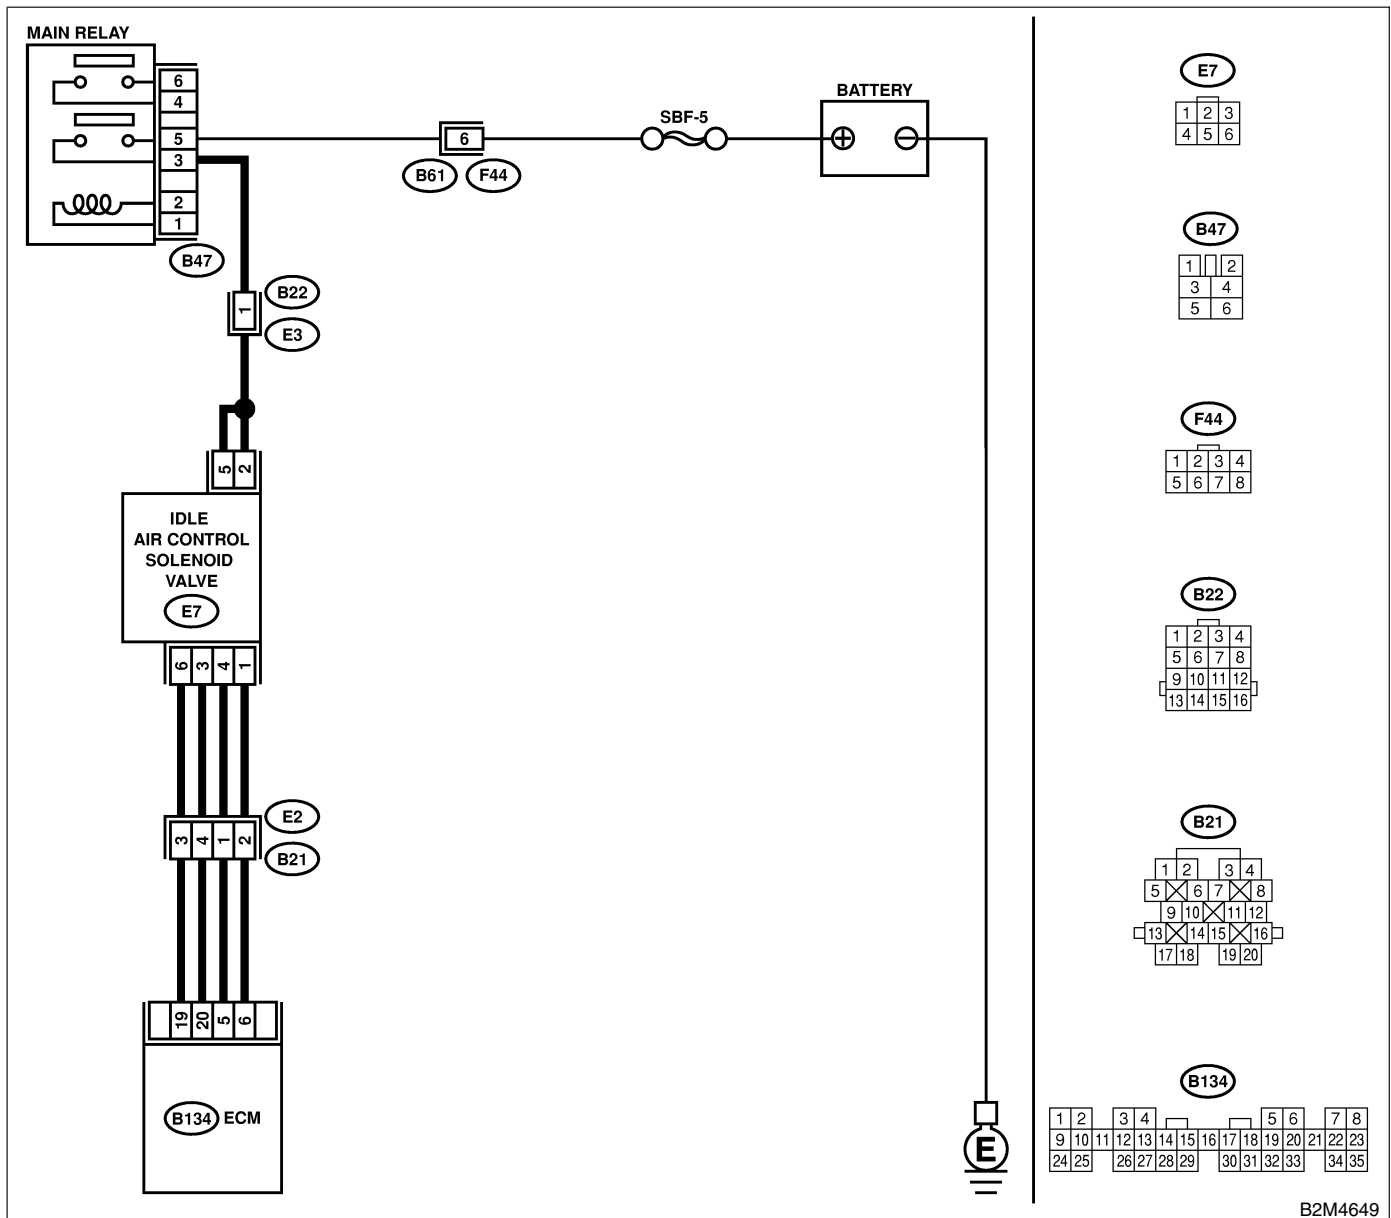 MAIN RELAY
6
4
5
3
2
1
B47
6
B61 F44
SBF-5
BATTERY
1
B22
E3
5 2
IDLE
AIR CONTROL
SOLENOID
VALVE
E7
6 3 4 1
E2
3 4 1 2
B21
19 20 5 6
B134 ECM
E
E7
1 2 3
4 5 6
B47
1 2
3 4
5 6
F44
1 2 3 4
5 6 7 8
B22
1 2 3 4
5 6 7 8
9 10 11 12
13 14 15 16
B21
1 2 3 4
5 6 7 8
9 10 11 12
13 14 15 16
17 18 19 20
B134
1 2 3 4 5 6 7 8
9 10 11 12 13 14 15 16 17 18 19 20 21 22 23
24 25 26 27 28 29 30 31 32 33 34 35
B2M4649